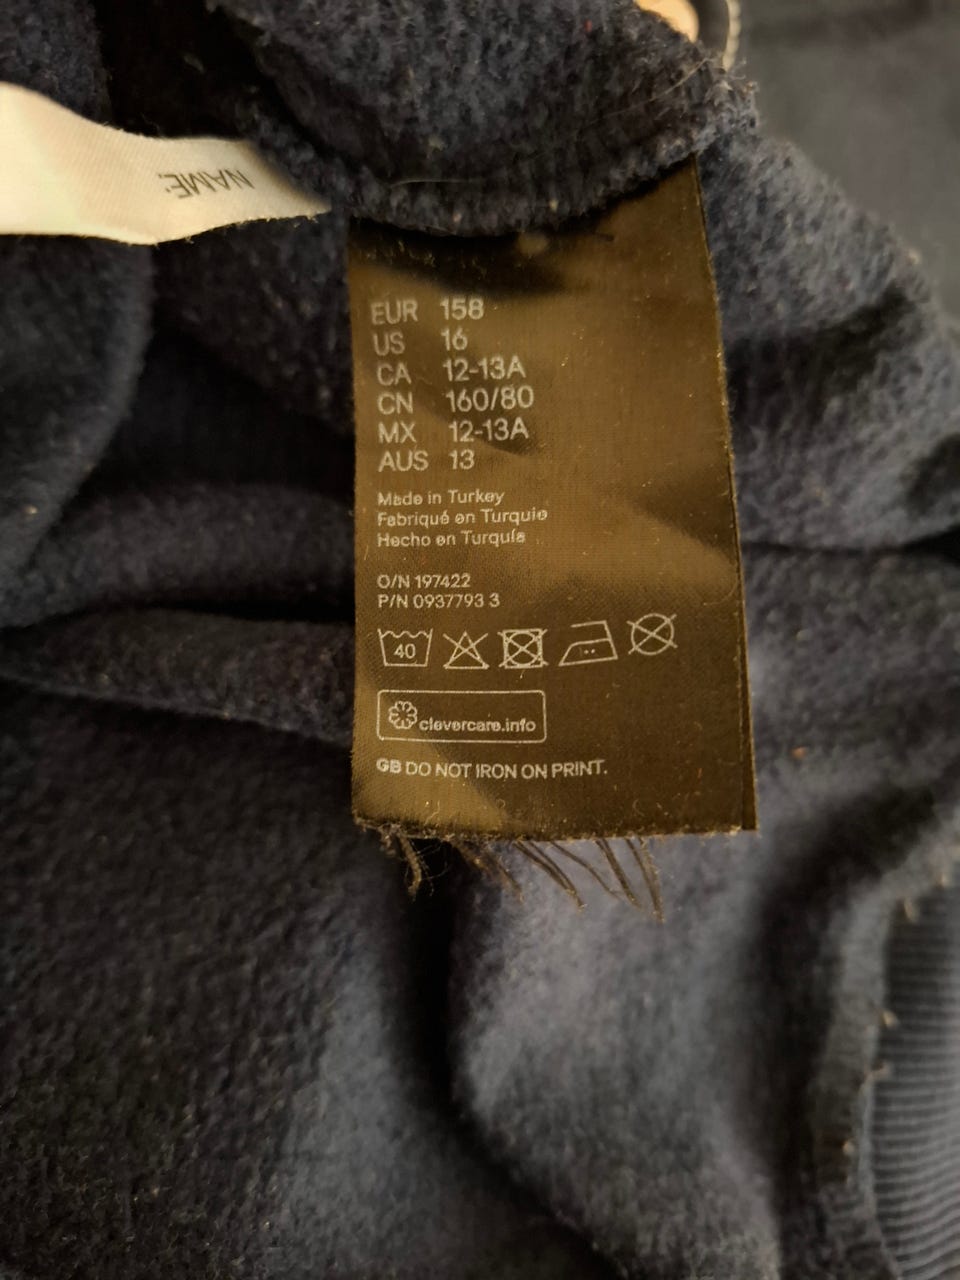 NAME:
EUR 158
US 16
CA 12-13A
CN 160/80
MX 12-13A
AUS 13
Made in Turkey
Fabriqué en Turquie
Hecho en Turquía
O/N 197422
P/N 0937793 3
40
clevercare.info
GB DO NOT IRON ON PRINT.